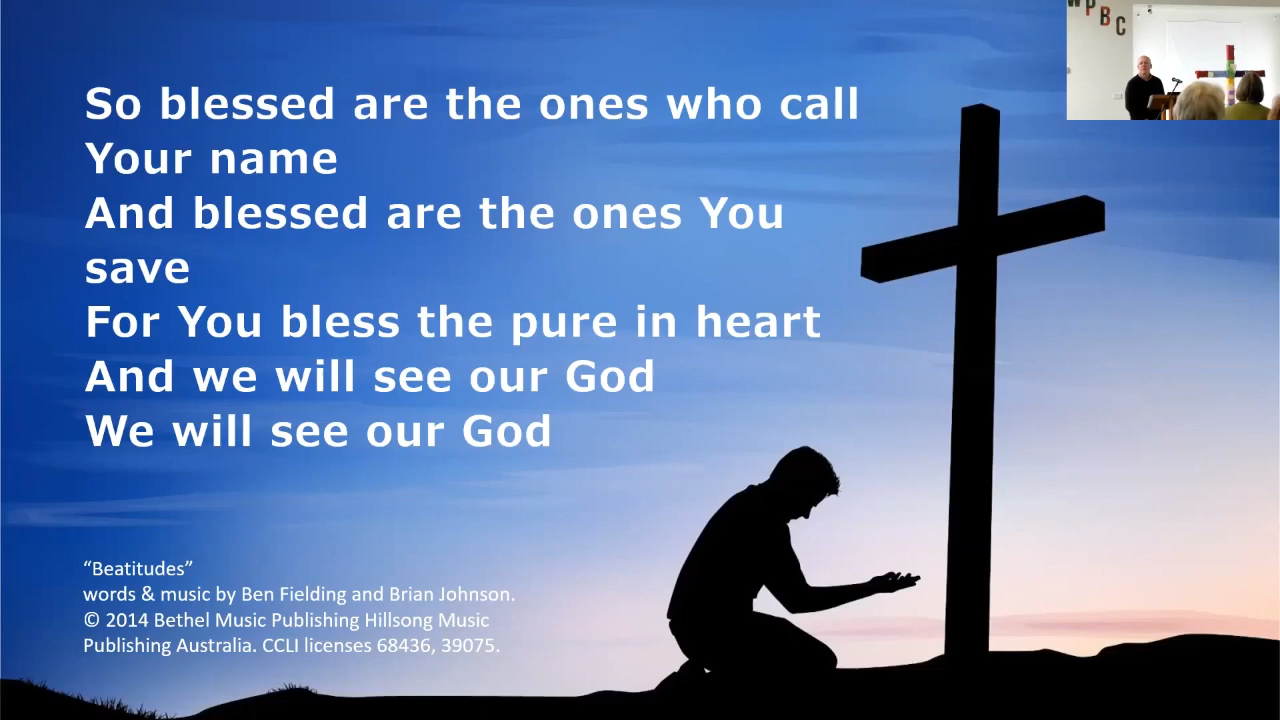 WPBC
So blessed are the ones who call
Your name
And blessed are the ones You
save
For You bless the pure in heart
And we will see our God
We will see our God
“Beatitudes”
words & music by Ben Fielding and Brian Johnson.
© 2014 Bethel Music Publishing Hillsong Music
Publishing Australia. CCLI licenses 68436, 39075.